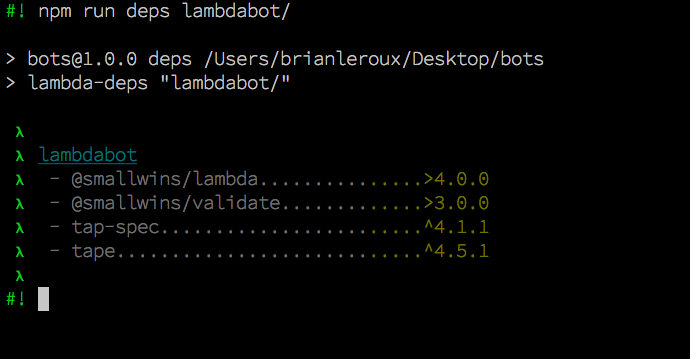 #! npm run deps lambdabot/
> bots@1.0.0 deps /Users/brianleroux/Desktop/bots
> lambda-deps "lambdabot/"
λ
λ lambdabot
λ - @smallwins/lambda...............>4.0.0
λ - @smallwins/validate.............>3.0.0
λ - tap-spec........................^4.1.1
λ - tape............................^4.5.1
λ
#!